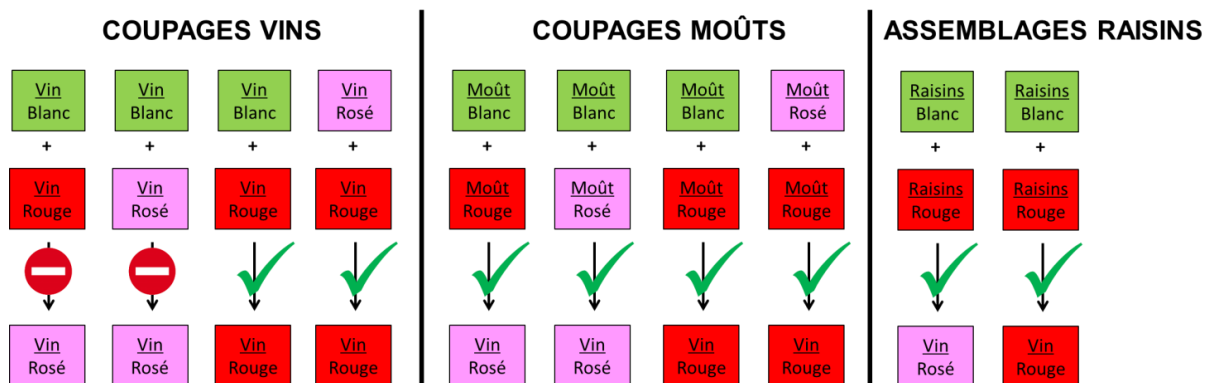 COUPAGES VINS
Vin
Blanc
Vin
Blanc
Vin
Blanc
Vin
Rosé
+
+
+
+
Vin
Rouge
Vin
Rosé
Vin
Rouge
Vin
Rouge
Vin
Rosé
Vin
Rosé
Vin
Rouge
Vin
Rouge
COUPAGES MOÛTS
Moût
Blanc
Moût
Blanc
Moût
Blanc
Moût
Rosé
+
+
+
+
Moût
Rouge
Moût
Rosé
Moût
Rouge
Moût
Rouge
Vin
Rosé
Vin
Rosé
Vin
Rouge
Vin
Rouge
ASSEMBLAGES RAISINS
Raisins
Blanc
Raisins
Blanc
+
+
Raisins
Rouge
Raisins
Rouge
Vin
Rosé
Vin
Rouge